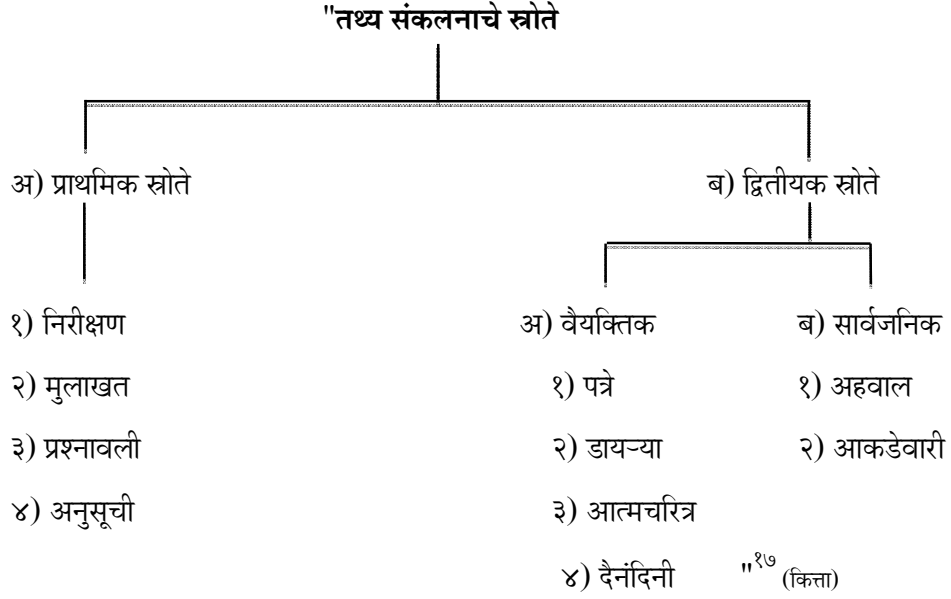 "तथ्य संकलनाचे स्रोते
अ) प्राथमिक स्रोते
ब) द्वितीयक स्रोते
१) निरीक्षण
२) मुलाखत
३) प्रश्नावली
४) अनुसूची
अ) वैयक्तिक
१) पत्रे
२) डायऱ्या
३) आत्मचरित्र
४) दैनंदिनी "१७ (कित्ता)
ब) सार्वजनिक
१) अहवाल
२) आकडेवारी